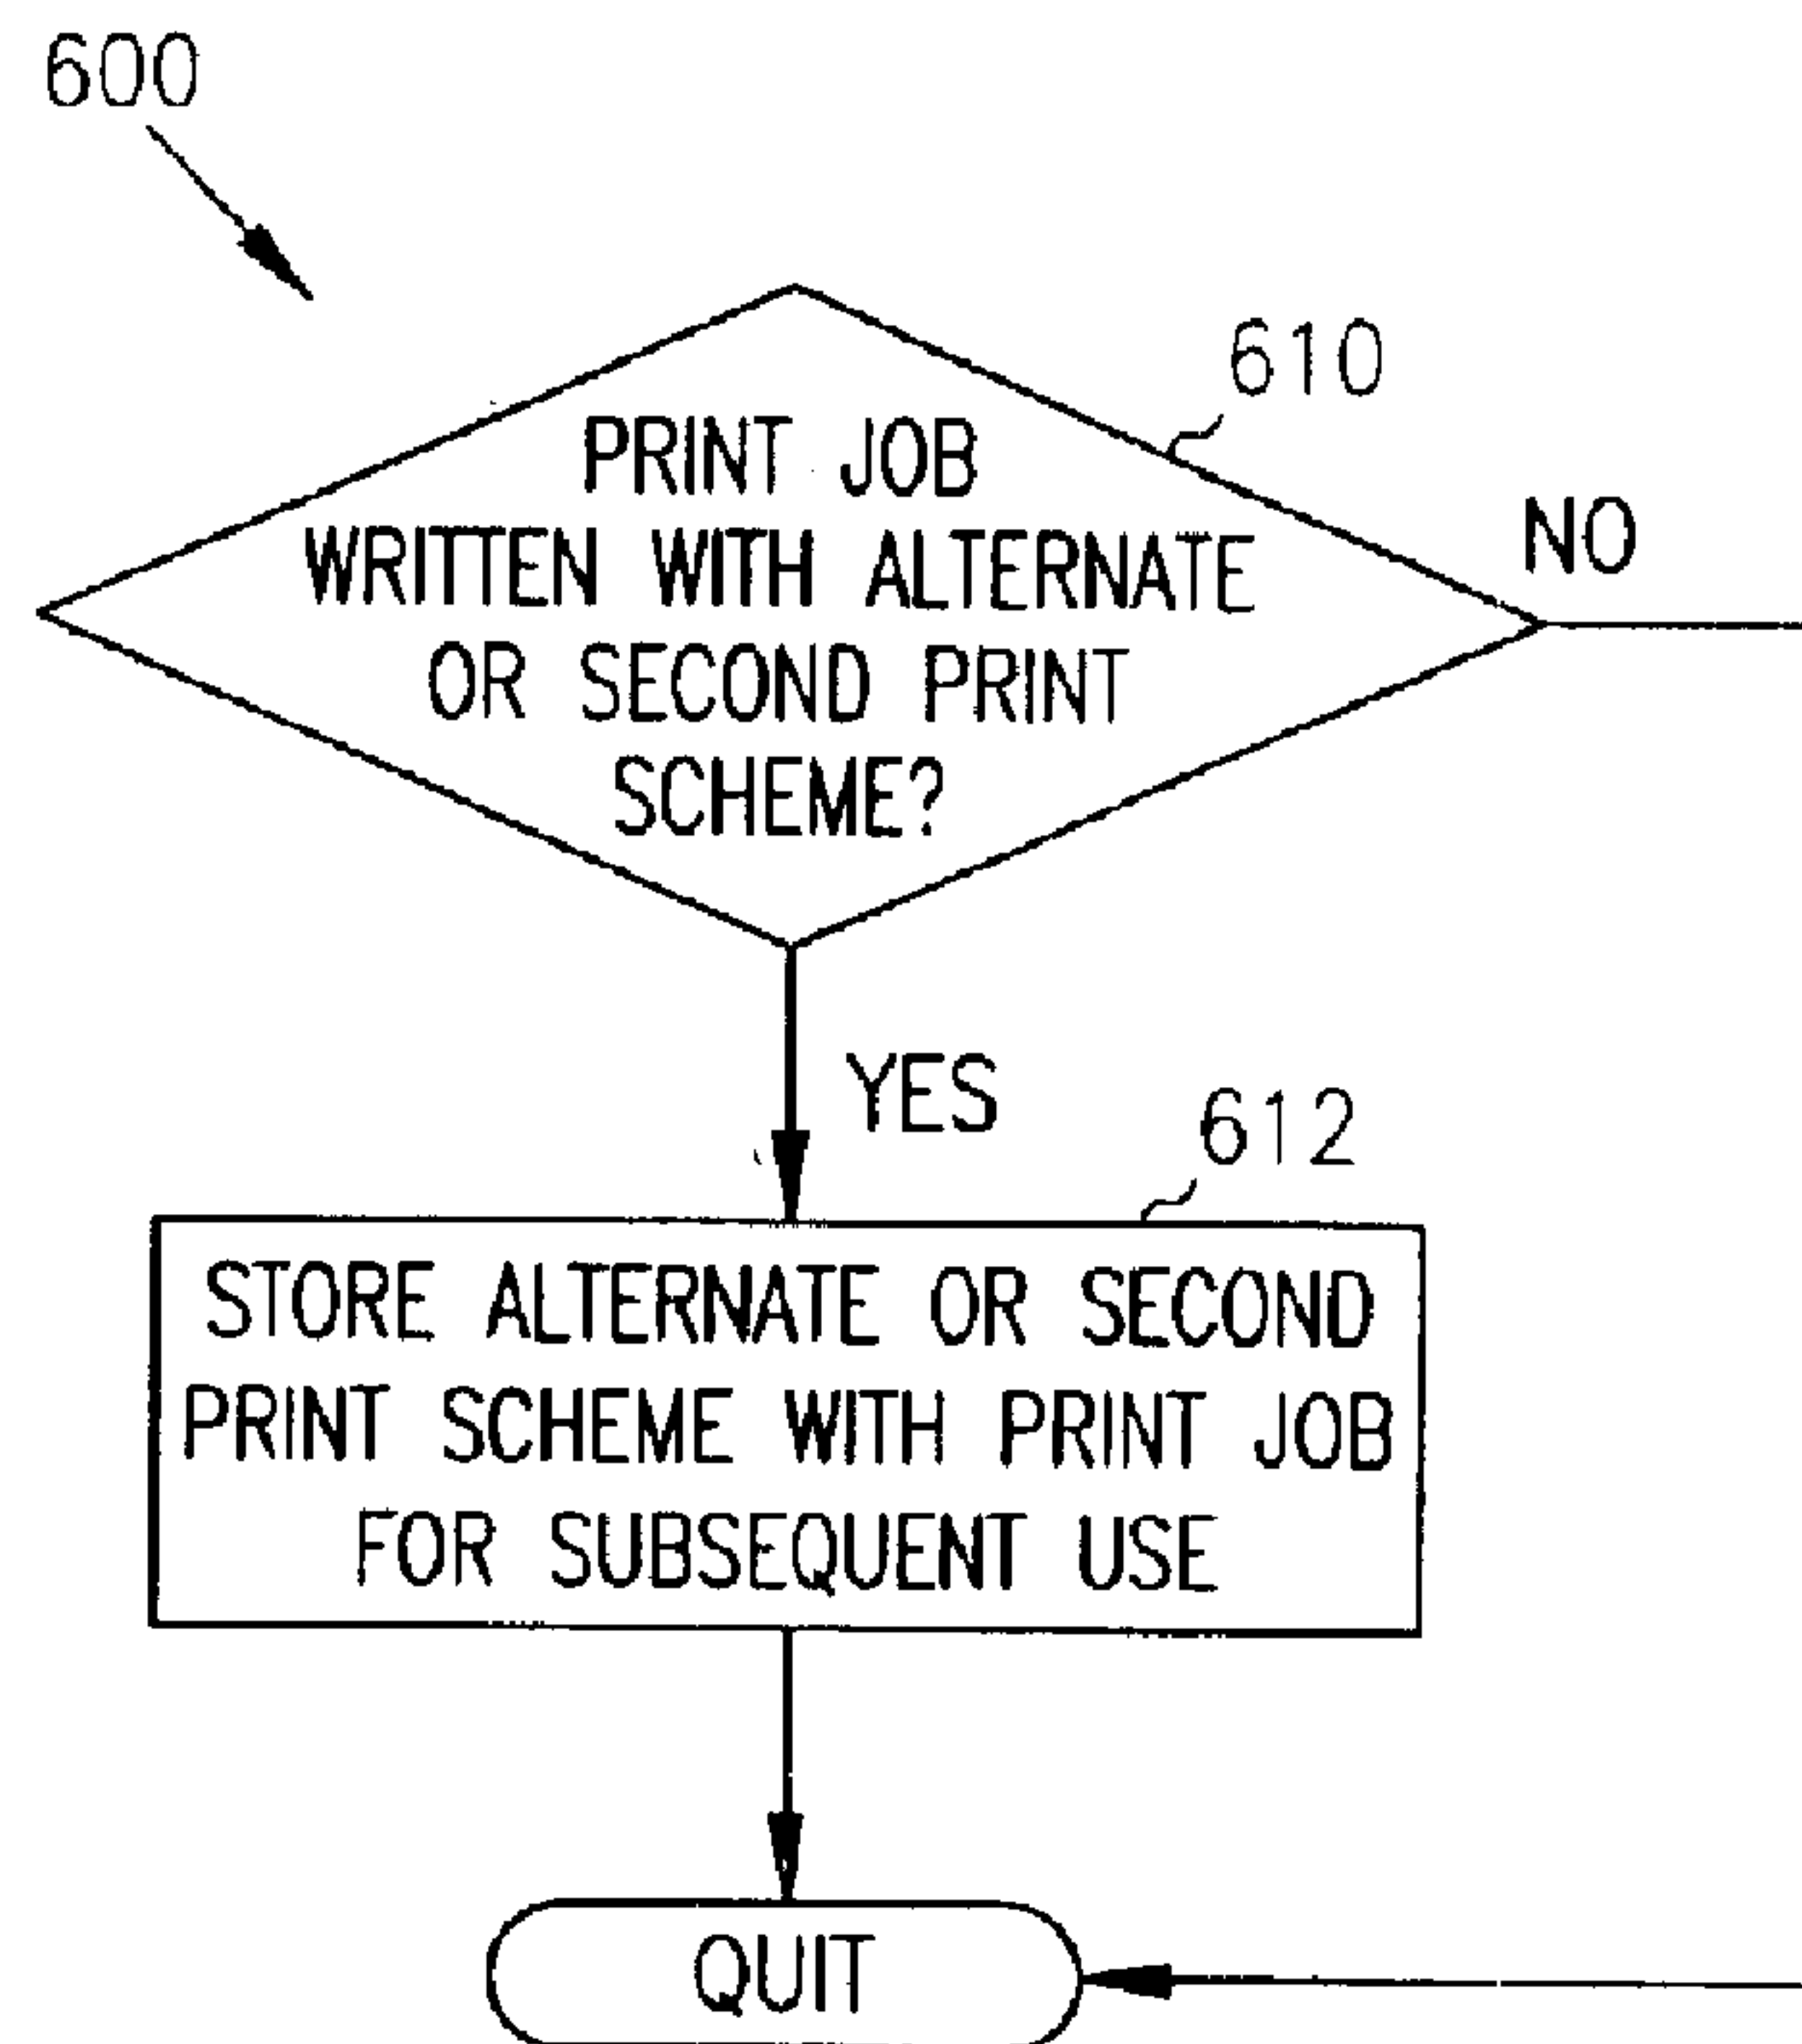 600
610
PRINT JOB
WRITTEN WITH ALTERNATE
OR SECOND PRINT
SCHEME?
NO
YES
612
STORE ALTERNATE OR SECOND
PRINT SCHEME WITH PRINT JOB
FOR SUBSEQUENT USE
QUIT